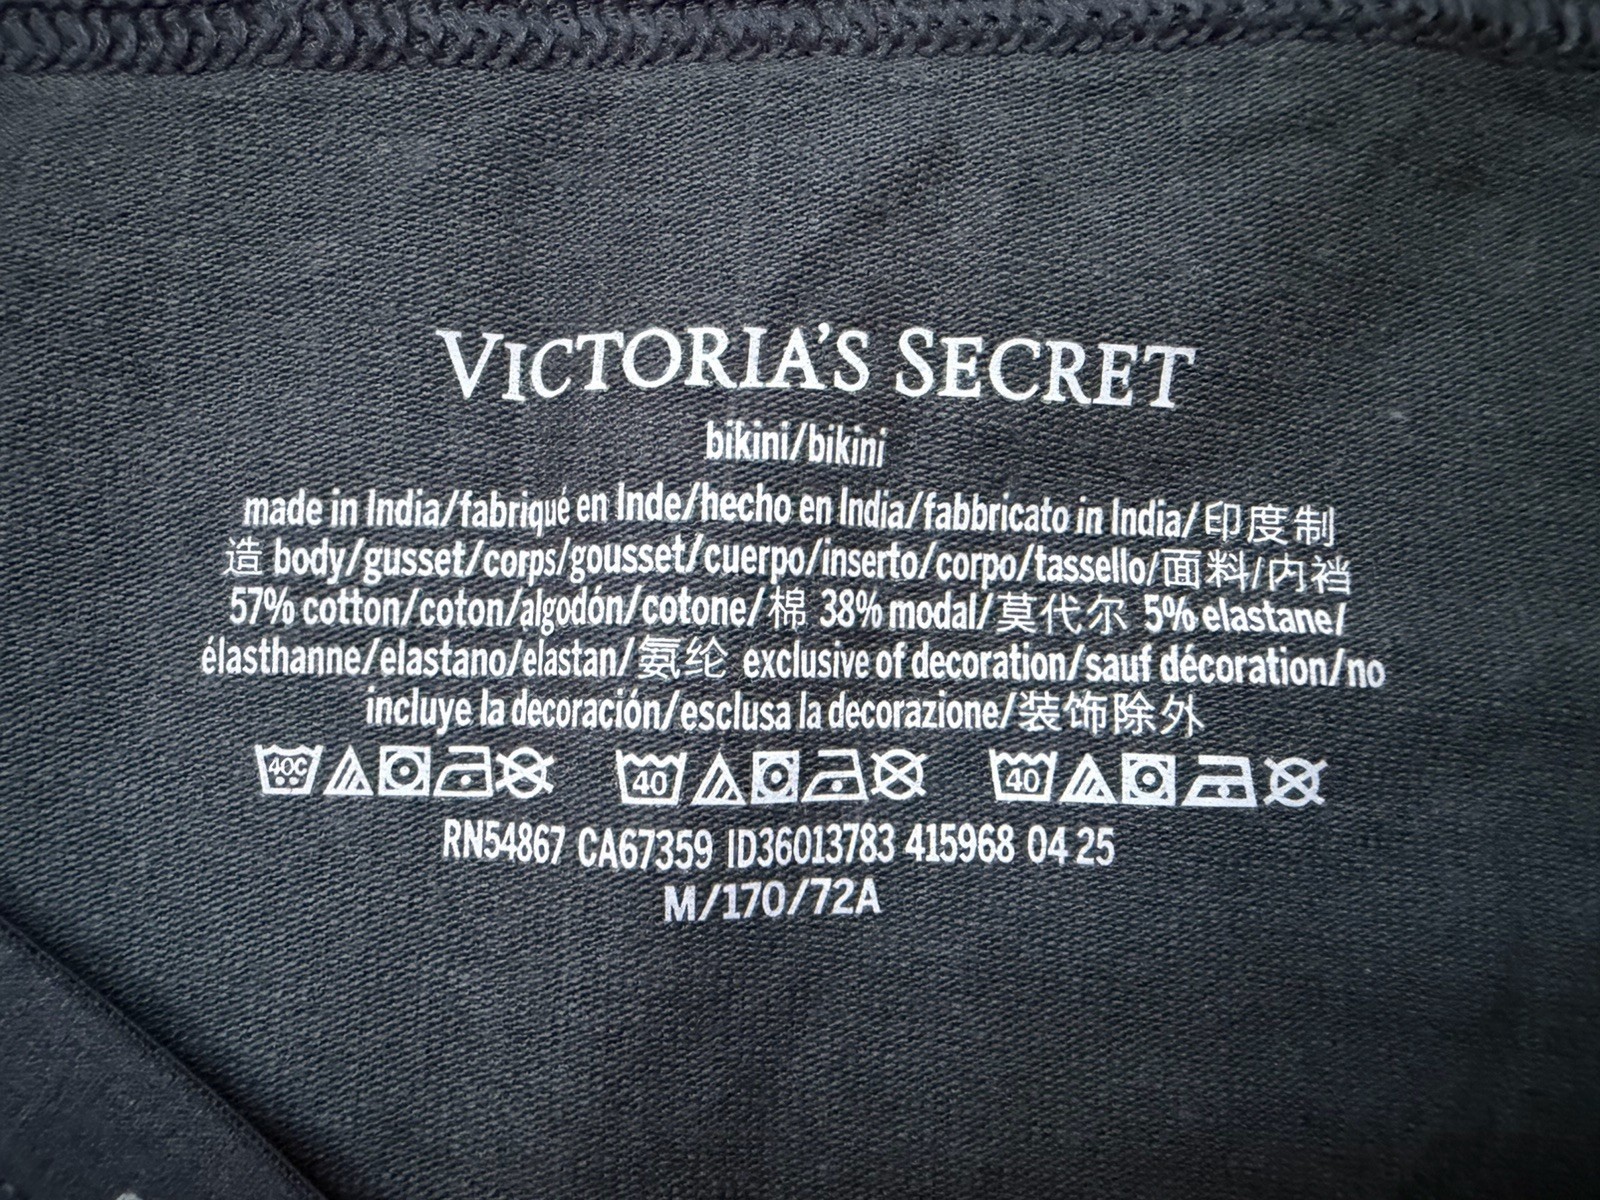 VICTORIA'S SECRET
bikini/bikini
made in India/fabriqué en Inde/hecho en India/fabbricato in India/印度制
造 body/gusset/corps/gousset/cuerpo/inserto/corpo/tassello/面料/内裆
57% cotton/coton/algodón/cotone/棉 38% modal/莫代尔 5% elastane/
élasthanne/elastano/elastan/氨纶 exclusive of decoration/sauf décoration/no
incluye la decoración/esclusa la decorazione/装饰除外
40C 40 40
RN54867 CA67359 ID36013783 415968 04 25
M/170/72A